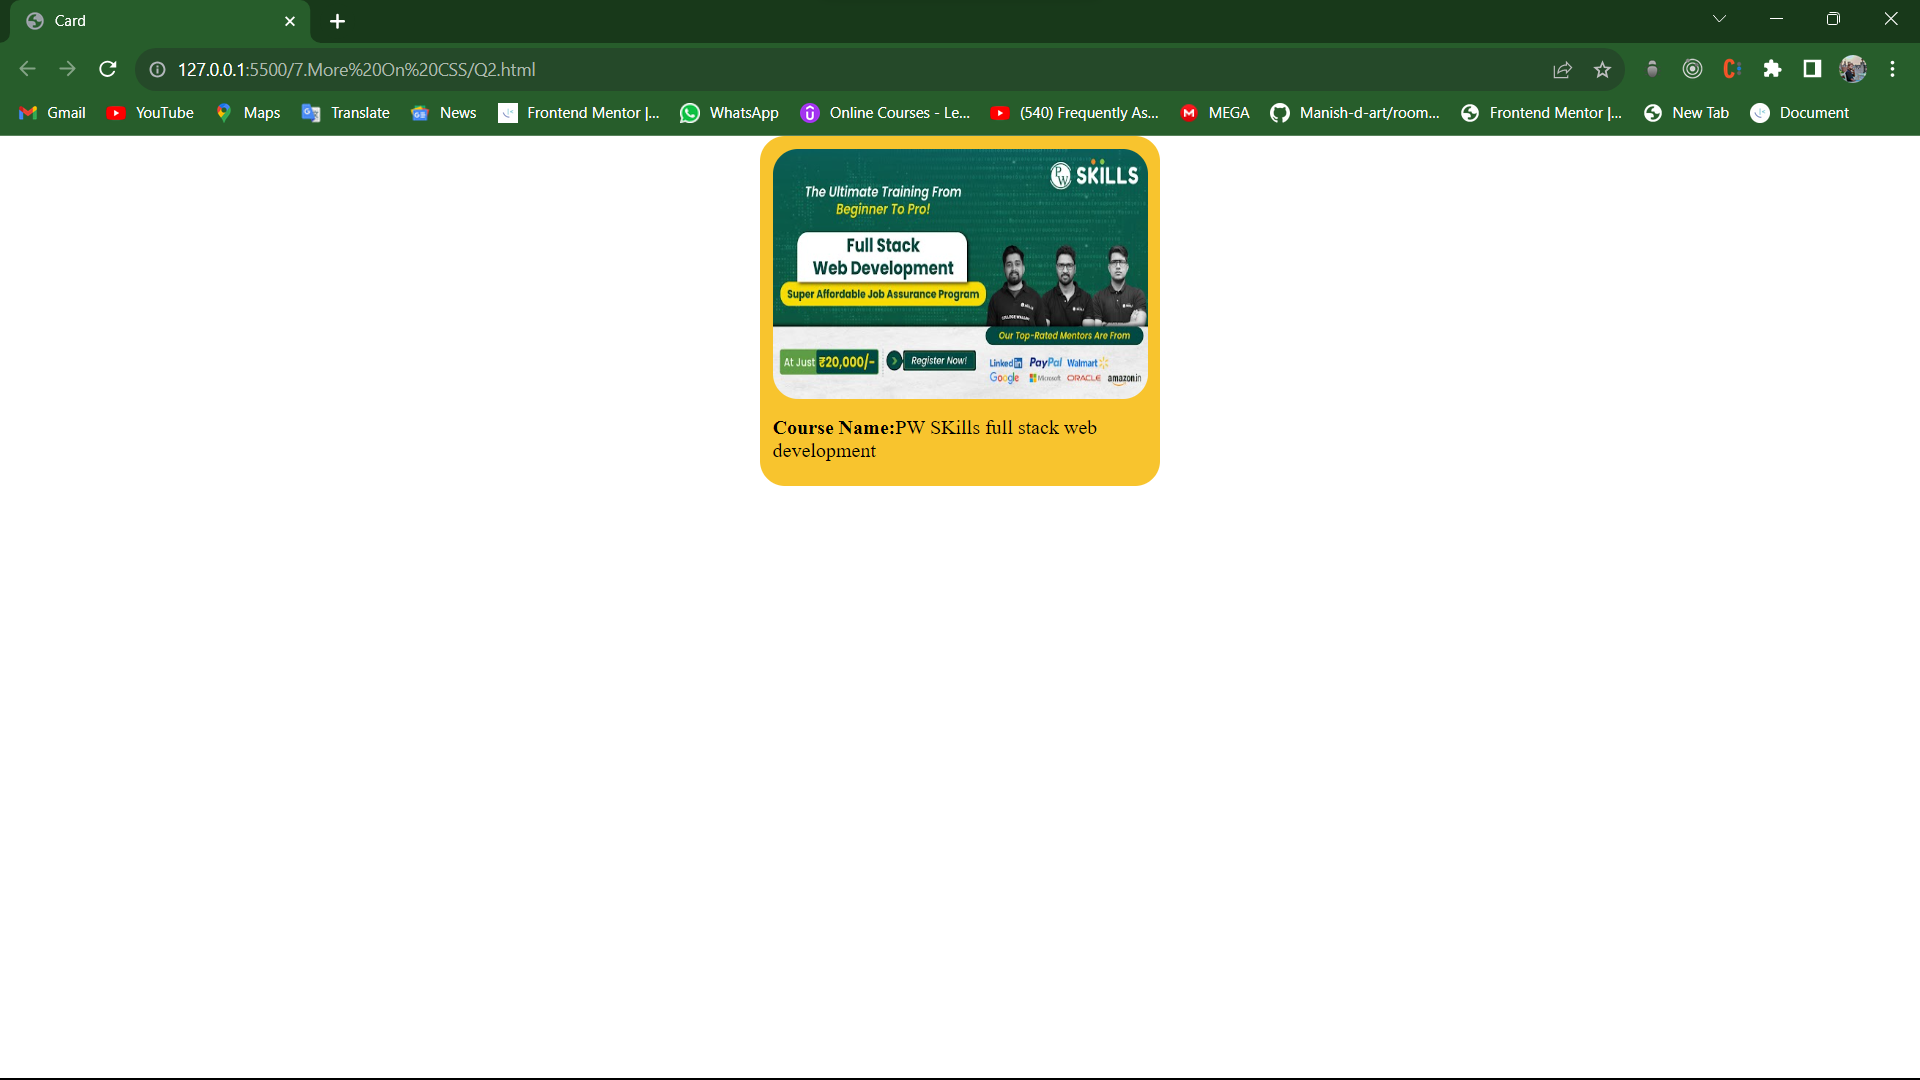 Card
127.0.0.1:5500/7.More%20On%20CSS/Q2.html
Gmail YouTube Maps Translate News Frontend Mentor |... WhatsApp Online Courses - Le... (540) Frequently As... MEGA Manish-d-art/room... Frontend Mentor |... New Tab Document
PW SKILLS
The Ultimate Training From
Beginner To Pro!
Full Stack
Web Development
Super Affordable Job Assurance Program
Our Top-Rated Mentors Are From
At Just ₹20,000/- Register Now!
LinkedIn PayPal Walmart
Google ORACLE amazon.in
Course Name:PW SKills full stack web
development